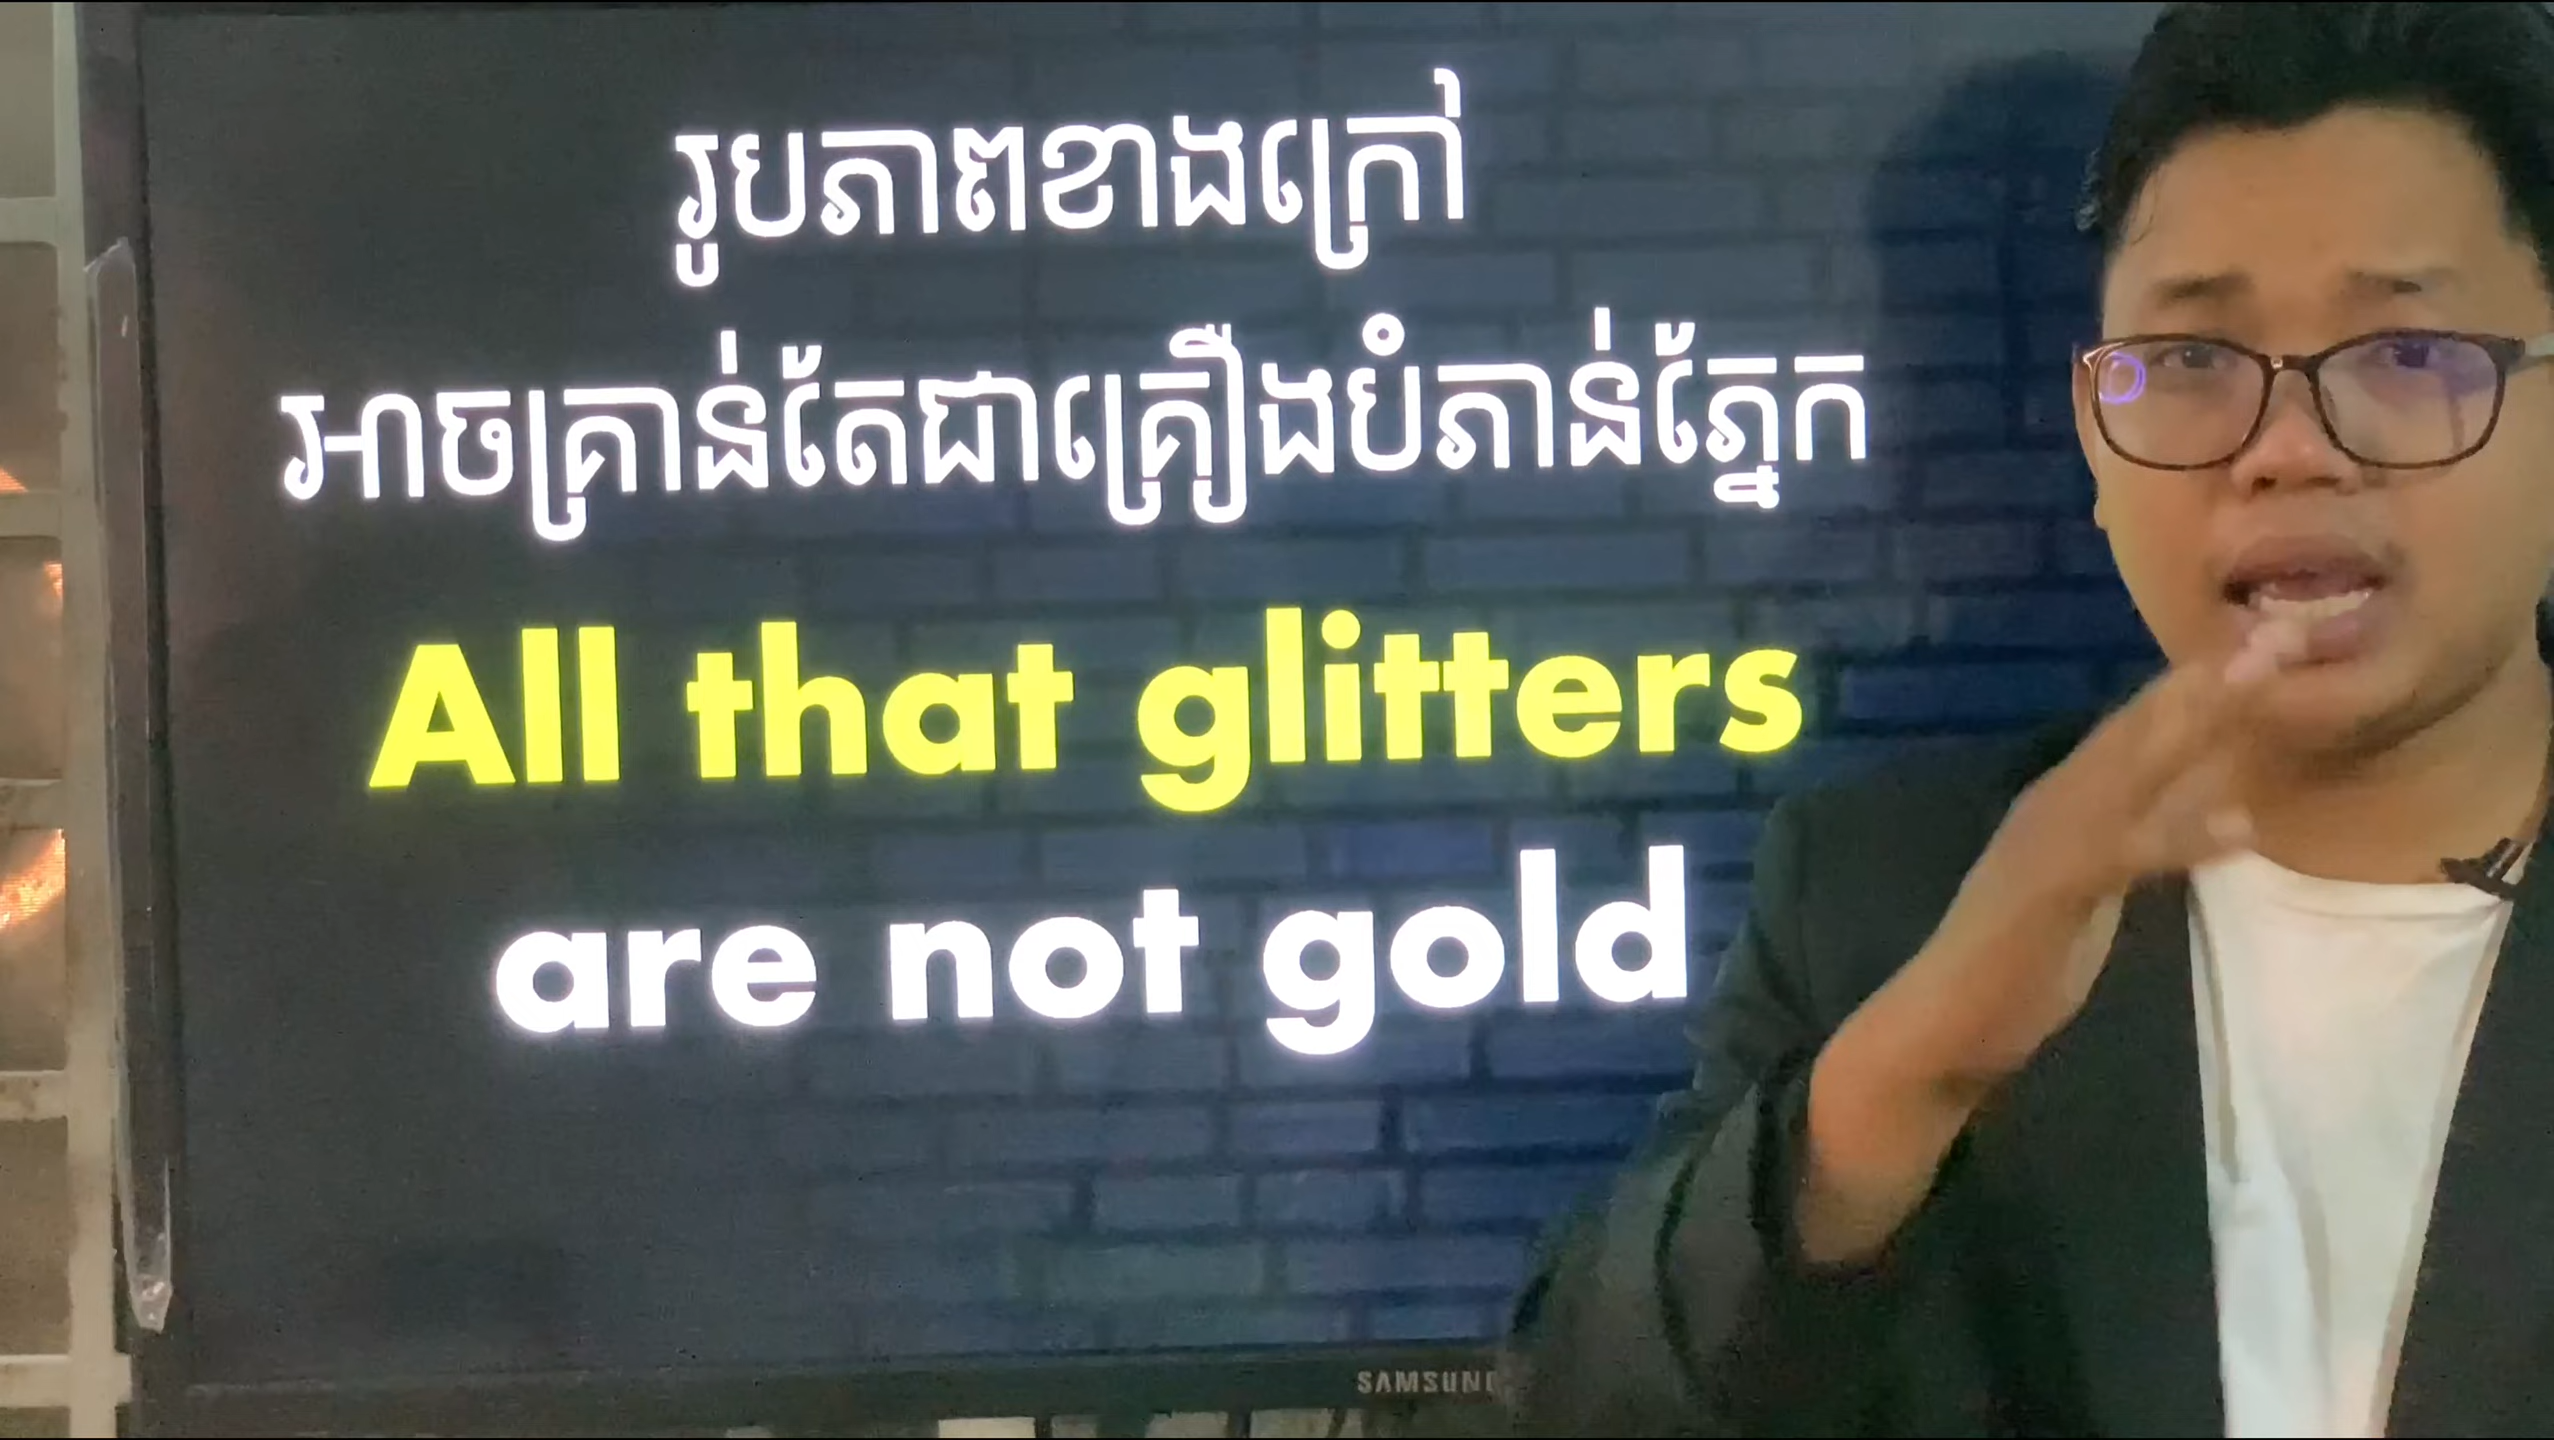 រូបភាពខាងក្រៅ
អាចគ្រាន់តែជាគ្រឿងបំភាន់ភ្នែក
All that glitters
are not gold
SAMSUNG